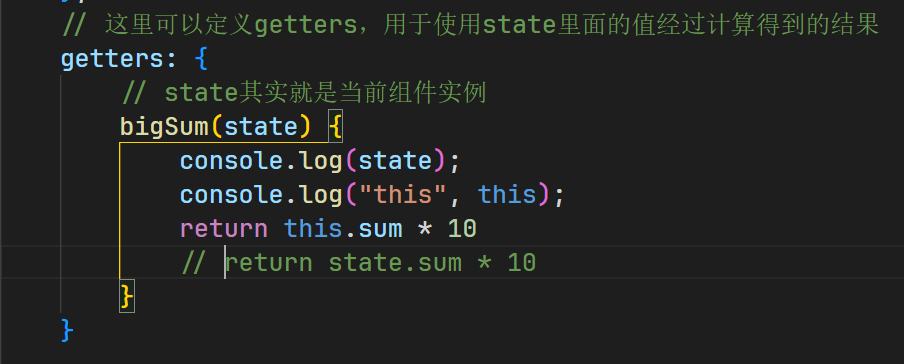 // 这里可以定义getters，用于使用state里面的值经过计算得到的结果
getters: {
// state其实就是当前组件实例
bigSum(state) {
console.log(state);
console.log("this", this);
return this.sum * 10
// return state.sum * 10
}
}